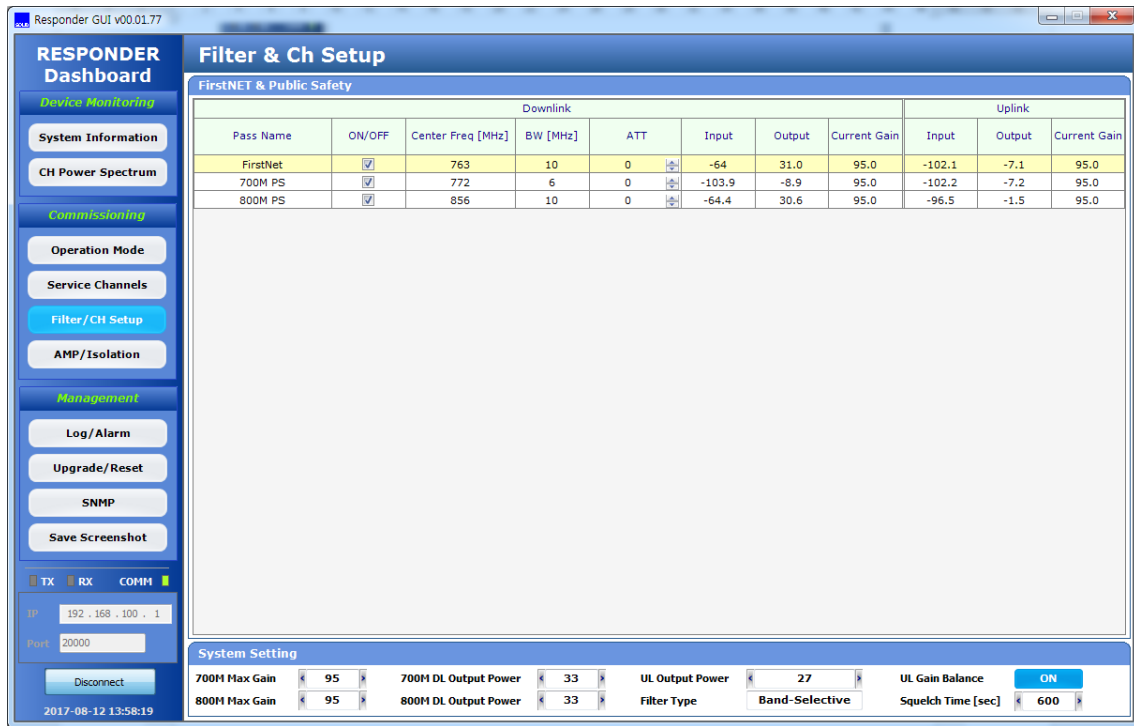 SOLiD Responder GUI v00.01.77
RESPONDER
Dashboard
Device Monitoring
System Information
CH Power Spectrum
Commissioning
Operation Mode
Service Channels
Filter/CH Setup
AMP/Isolation
Management
Log/Alarm
Upgrade/Reset
SNMP
Save Screenshot
TX RX COMM
IP 192 . 168 . 100 . 1
Port 20000
Disconnect
2017-08-12 13:58:19
Filter & Ch Setup
FirstNET & Public Safety
Downlink Uplink
Pass Name ON/OFF Center Freq [MHz] BW [MHz] ATT Input Output Current Gain Input Output Current Gain
FirstNet 763 10 0 -64 31.0 95.0 -102.1 -7.1 95.0
700M PS 772 6 0 -103.9 -8.9 95.0 -102.2 -7.2 95.0
800M PS 856 10 0 -64.4 30.6 95.0 -96.5 -1.5 95.0
System Setting
700M Max Gain 95 700M DL Output Power 33 UL Output Power 27 UL Gain Balance ON
800M Max Gain 95 800M DL Output Power 33 Filter Type Band-Selective Squelch Time [sec] 600